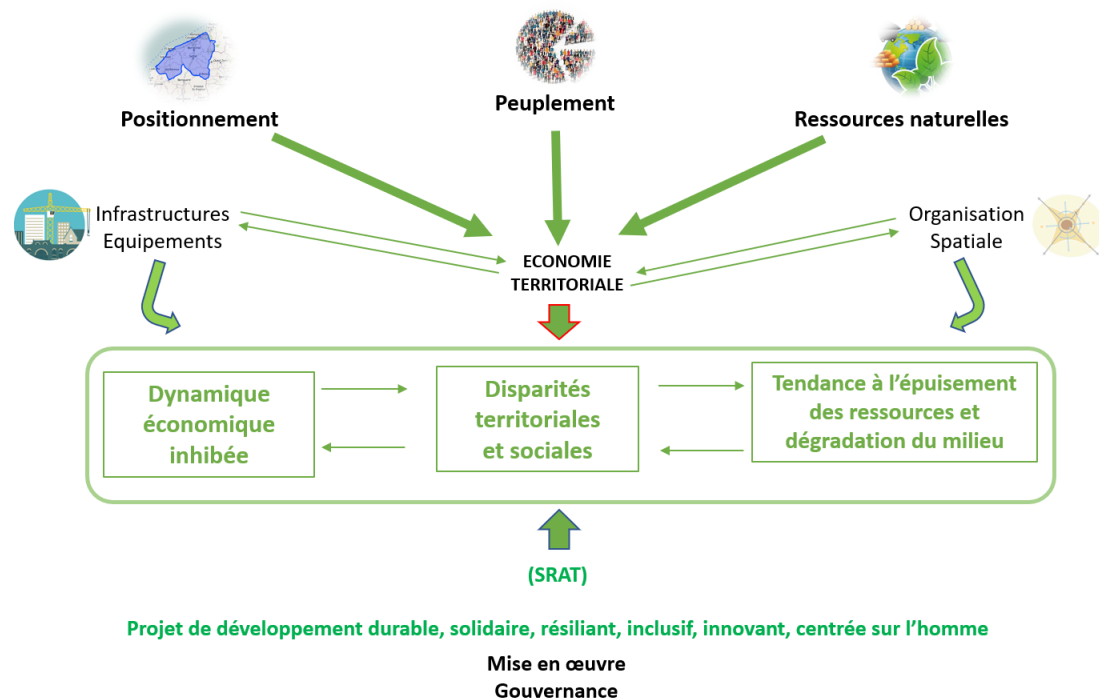 Positionnement
Peuplement
Ressources naturelles
Infrastructures
Equipements
Organisation
Spatiale
ECONOMIE
TERRITORIALE
Dynamique
économique
inhibée
Disparités
territoriales
et sociales
Tendance à l'épuisement
des ressources et
dégradation du milieu
(SRAT)
Projet de développement durable, solidaire, résiliant, inclusif, innovant, centrée sur l'homme
Mise en œuvre
Gouvernance